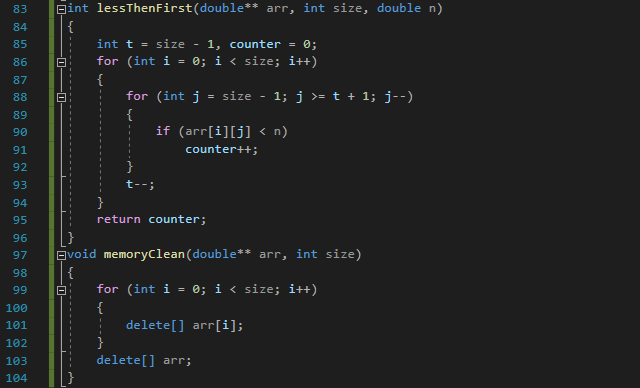 83 int lessThenFirst(double** arr, int size, double n)
84 {
85     int t = size - 1, counter = 0;
86     for (int i = 0; i < size; i++)
87     {
88         for (int j = size - 1; j >= t + 1; j--)
89         {
90             if (arr[i][j] < n)
91                 counter++;
92         }
93         t--;
94     }
95     return counter;
96 }
97 void memoryClean(double** arr, int size)
98 {
99     for (int i = 0; i < size; i++)
100     {
101         delete[] arr[i];
102     }
103     delete[] arr;
104 }